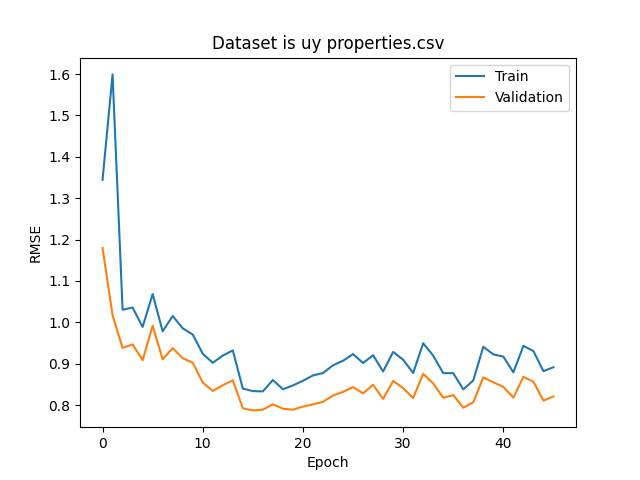 Dataset is uy properties.csv
Train
Validation
1.6
1.5
1.4
1.3
1.2
1.1
1.0
0.9
0.8
RMSE
0 10 20 30 40
Epoch